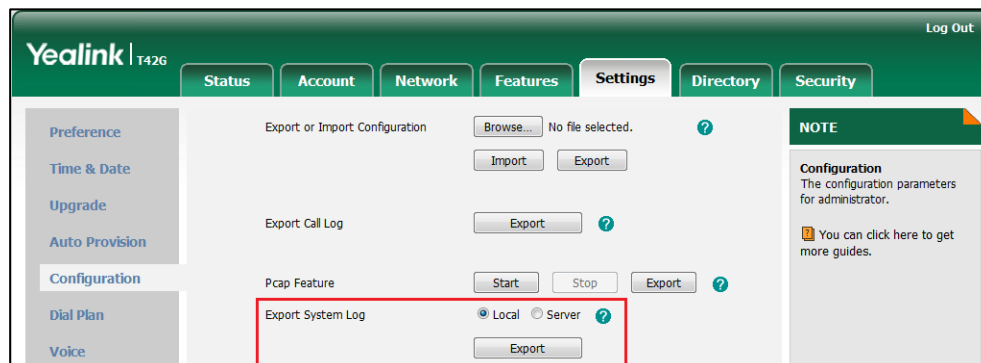 Log Out
Yealink T42G
Status Account Network Features Settings Directory Security
Preference
Time & Date
Upgrade
Auto Provision
Configuration
Dial Plan
Voice
Export or Import Configuration Browse... No file selected. ?
Import Export
Export Call Log Export ?
Pcap Feature Start Stop Export ?
Export System Log Local Server ?
Export
NOTE
Configuration
The configuration parameters
for administrator.
? You can click here to get
more guides.